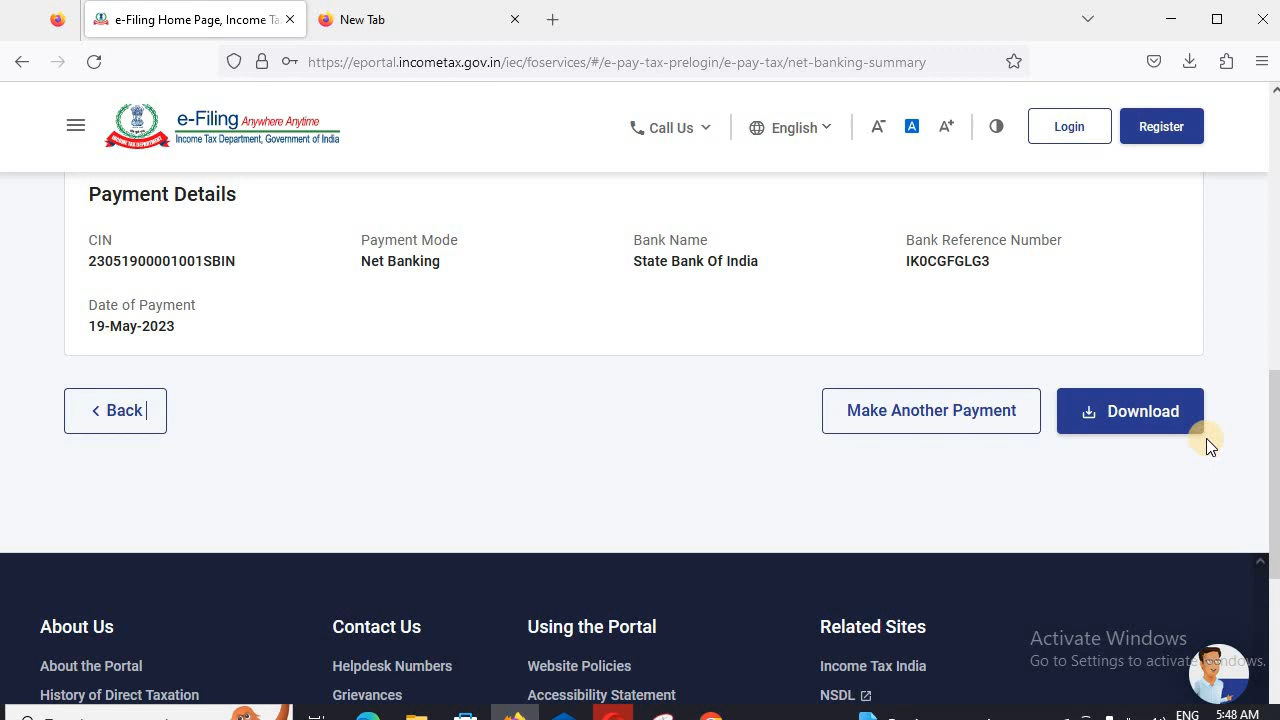 e-Filing Home Page, Income Ta
New Tab
https://eportal.incometax.gov.in/iec/foservices/#/e-pay-tax-prelogin/e-pay-tax/net-banking-summary
e-Filing Anywhere Anytime
Income Tax Department, Government of India
Call Us
English
A-
A
A+
Login
Register
Payment Details
CIN
23051900001001SBIN
Payment Mode
Net Banking
Bank Name
State Bank Of India
Bank Reference Number
IK0CGFGLG3
Date of Payment
19-May-2023
Back
Make Another Payment
Download
About Us
About the Portal
History of Direct Taxation
Contact Us
Helpdesk Numbers
Grievances
Using the Portal
Website Policies
Accessibility Statement
Related Sites
Income Tax India
NSDL
Activate Windows
Go to Settings to activate Windows.
ENG
5:48 AM